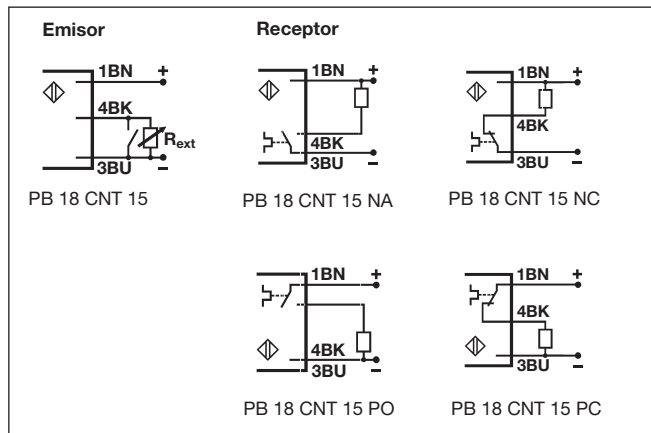 Emisor
Receptor
1BN +
4BK
Rext
3BU −
PB 18 CNT 15
1BN +
4BK
3BU −
PB 18 CNT 15 NA
1BN +
4BK
3BU −
PB 18 CNT 15 NC
1BN +
4BK
3BU −
PB 18 CNT 15 PO
1BN +
4BK
3BU −
PB 18 CNT 15 PC